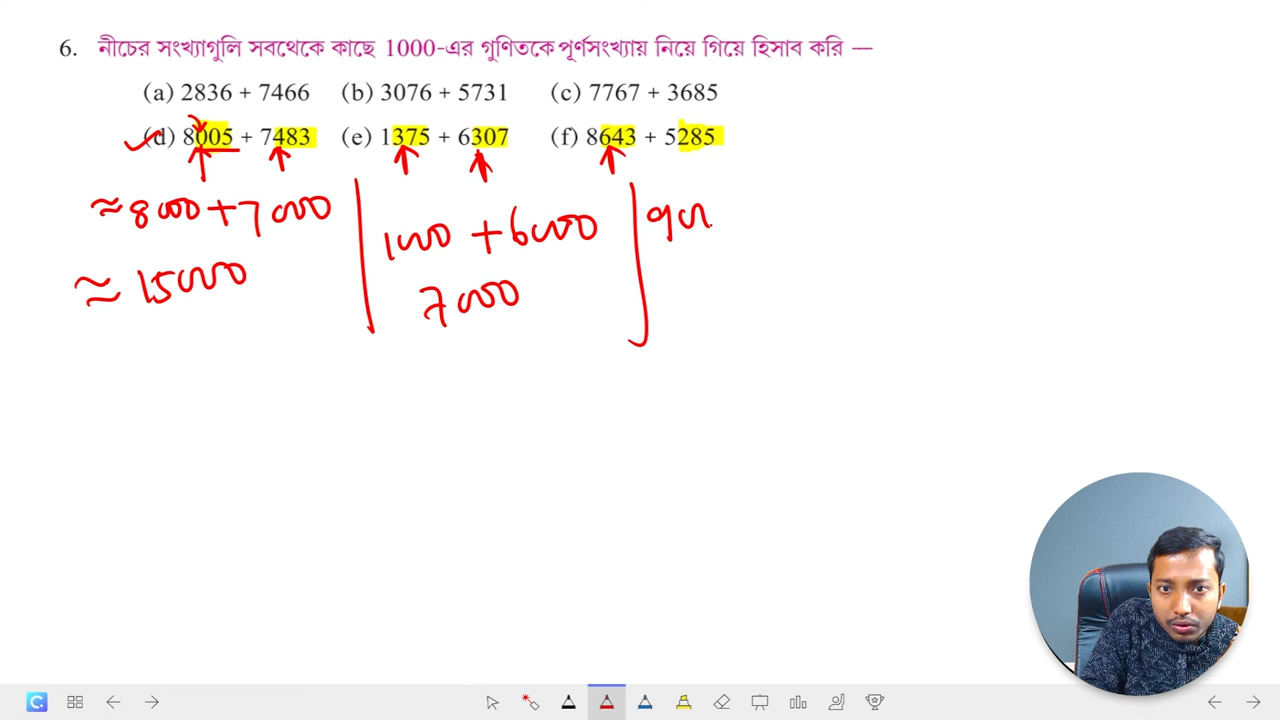 6. নীচের সংখ্যাগুলি সবথেকে কাছে 1000-এর গুণিতকে পূর্ণসংখ্যায় নিয়ে গিয়ে হিসাব করি —
(a) 2836 + 7466 (b) 3076 + 5731 (c) 7767 + 3685
(d) 8005 + 7483 (e) 1375 + 6307 (f) 8643 + 5285
≈ 8000 + 7000
≈ 15000
1000 + 6000
7000
900